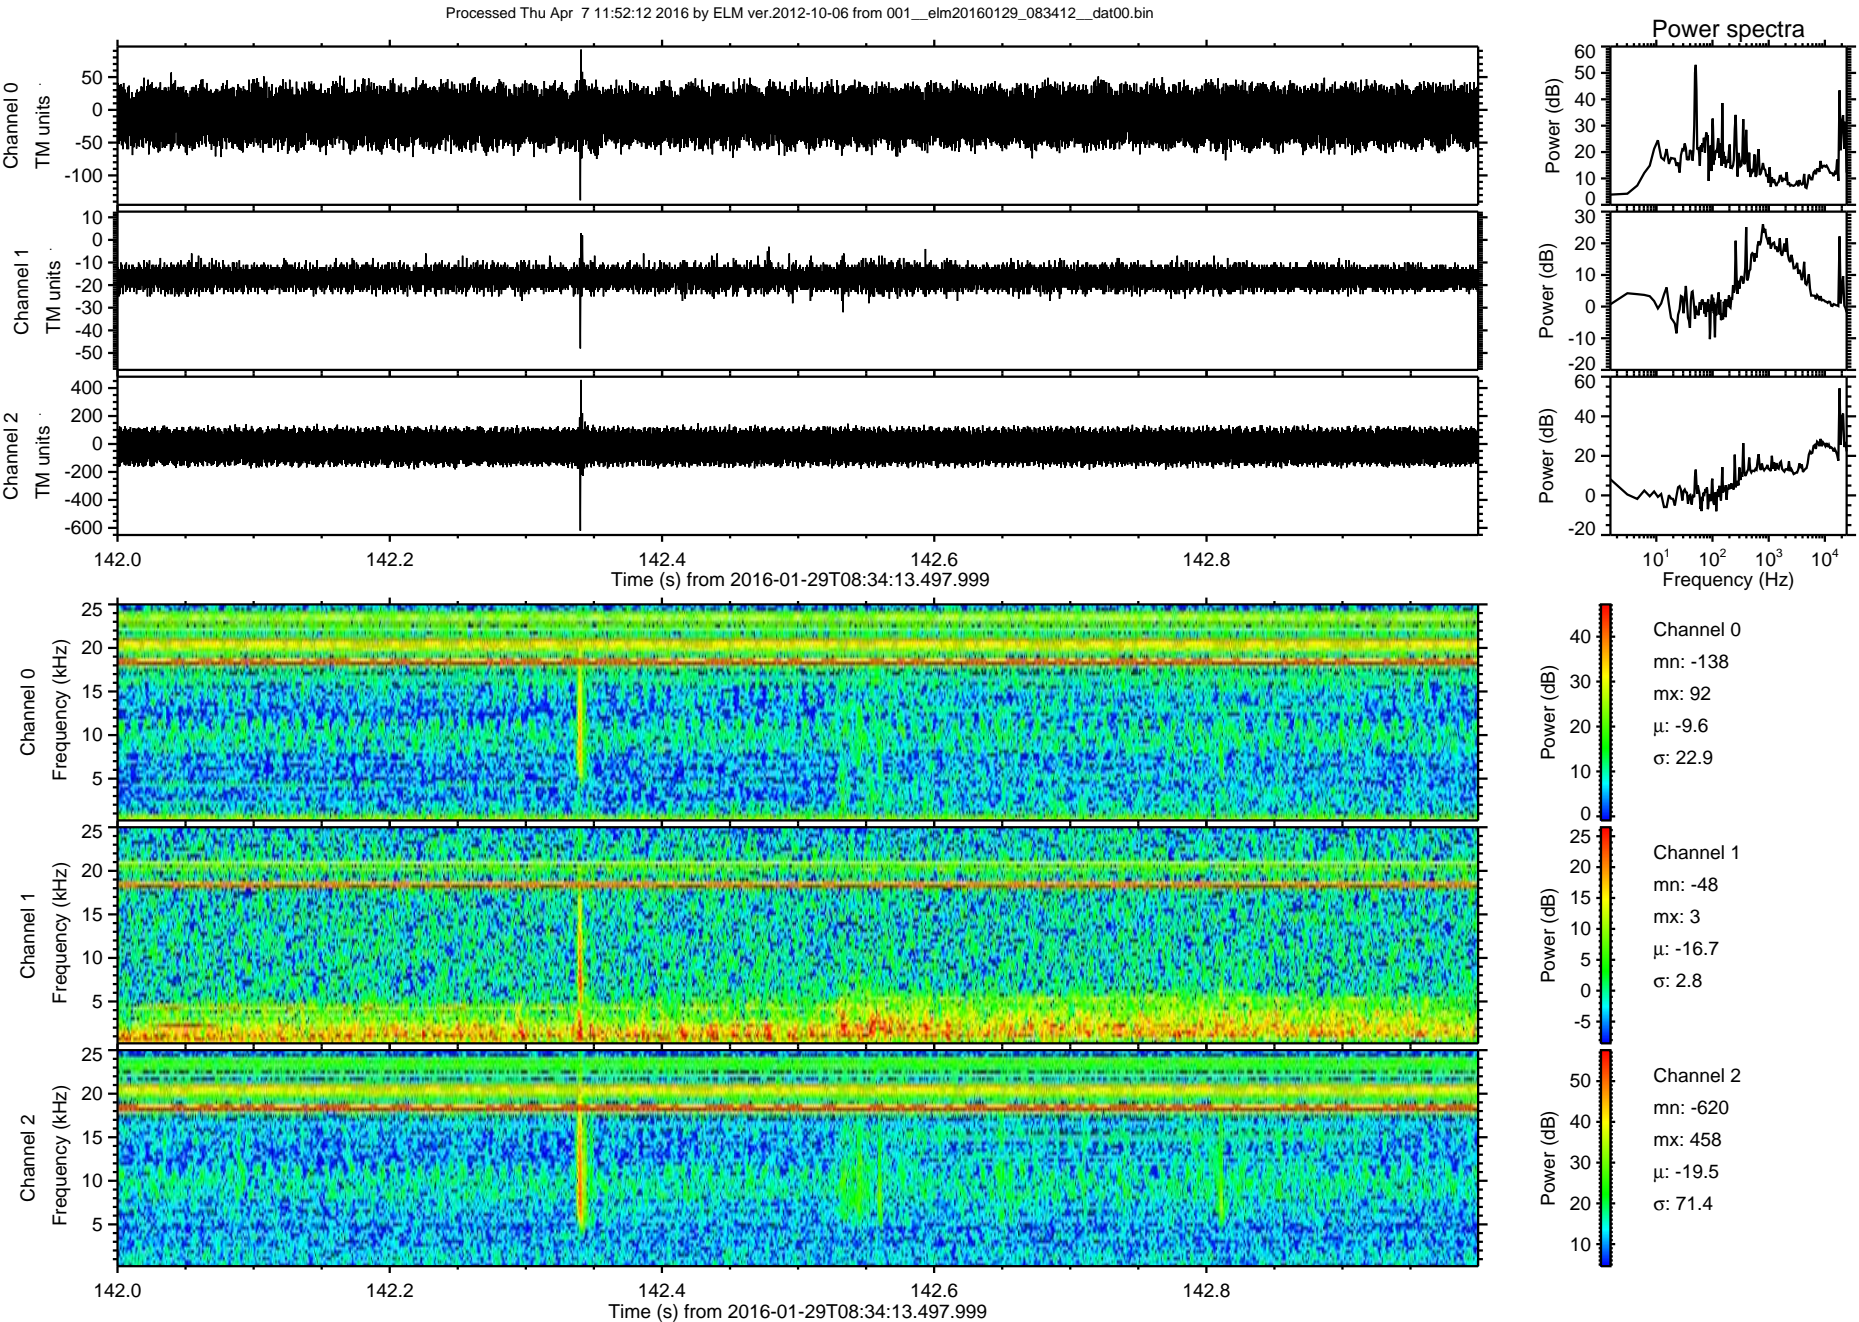 Processed Thu Apr  7 11:52:12 2016 by ELM ver.2012-10-06 from 001__elm20160129_083412__dat00.bin
Power spectra
Channel 0
TM units
50
0
-50
-100
Power (dB)
60
50
40
30
20
10
0
Channel 1
TM units
10
0
-10
-20
-30
-40
-50
Power (dB)
30
20
10
0
-10
-20
Channel 2
TM units
400
200
0
-200
-400
-600
Power (dB)
60
40
20
0
-20
142.0 142.2 142.4 142.6 142.8
Time (s) from 2016-01-29T08:34:13.497.999
10¹ 10² 10³ 10⁴
Frequency (Hz)
Channel 0
Frequency (kHz)
25
20
15
10
5
Power (dB)
40
30
20
10
0
Channel 0
mn: -138
mx: 92
µ: -9.6
σ: 22.9
Channel 1
Frequency (kHz)
25
20
15
10
5
Power (dB)
25
20
15
10
5
0
-5
Channel 1
mn: -48
mx: 3
µ: -16.7
σ: 2.8
Channel 2
Frequency (kHz)
25
20
15
10
5
Power (dB)
50
40
30
20
10
Channel 2
mn: -620
mx: 458
µ: -19.5
σ: 71.4
142.0 142.2 142.4 142.6 142.8
Time (s) from 2016-01-29T08:34:13.497.999